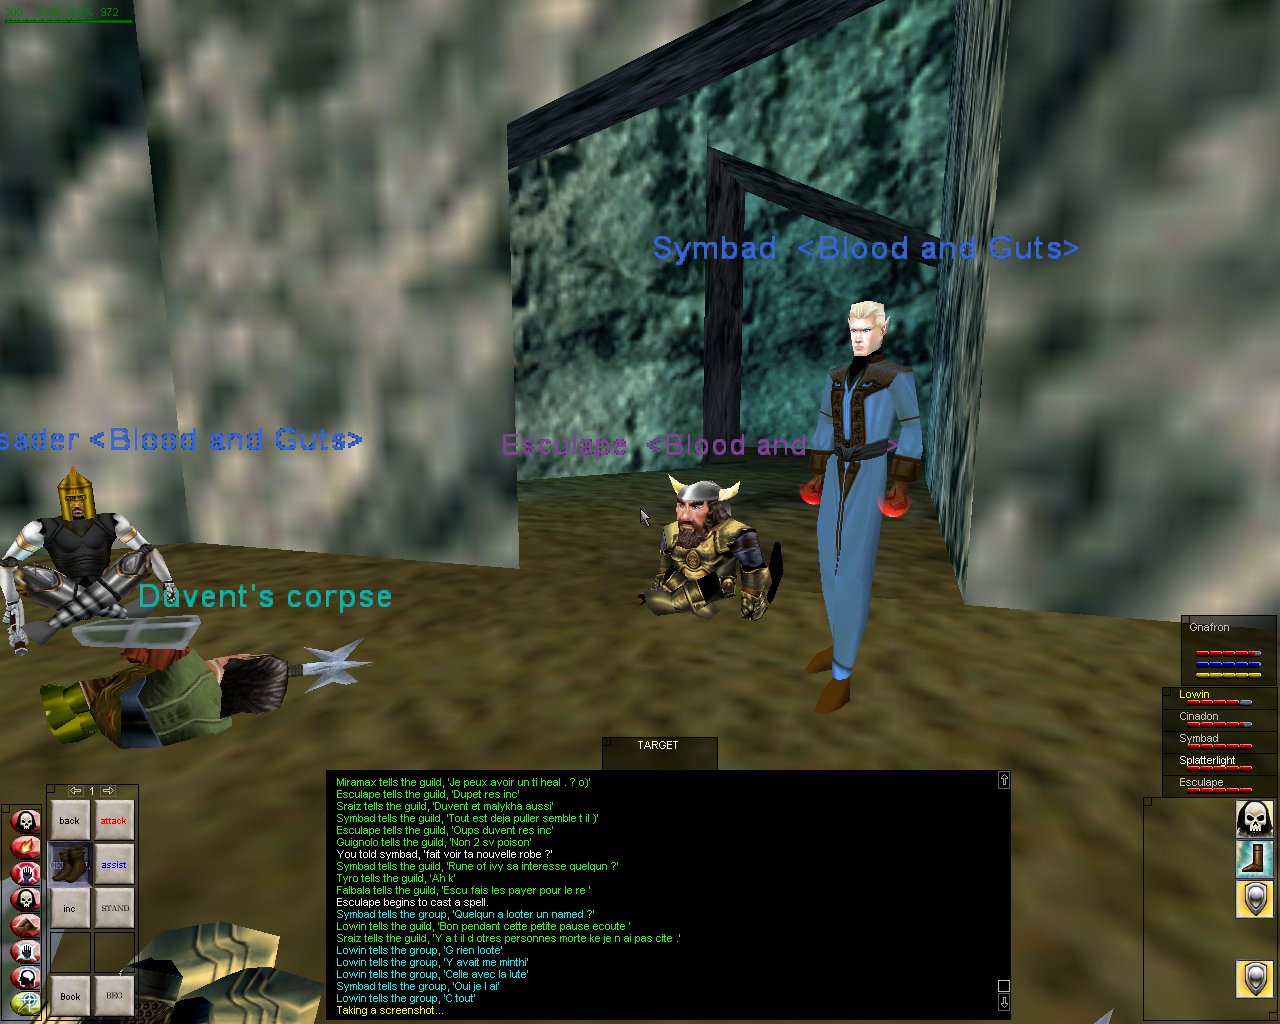 309 0.0% 0.0% 972
Symbad <Blood and Guts>
sader <Blood and Guts>
Esculape <Blood and >
Duvent's corpse
Gnafron
Lowin
Cinadon
Symbad
Splatterlight
Esculape
TARGET
1
back
attack
assist
inc
STAND
Book
BEG
Miramax tells the guild, 'Je peux avoir un ti heal . ? o)'
Esculape tells the guild, 'Dupet res inc'
Sraiz tells the guild, 'Duvent et malykha aussi'
Symbad tells the guild, 'Tout est deja puller semble t il )'
Esculape tells the guild, 'Oups duvent res inc'
Guignolo tells the guild, 'Non 2 sv poison'
You told symbad, 'fait voir ta nouvelle robe ?'
Symbad tells the guild, 'Rune of ivy sa interesse quelqun ?'
Tyro tells the guild, 'Ah k'
Falbala tells the guild, 'Escu fais les payer pour le re '
Esculape begins to cast a spell.
Symbad tells the group, 'Quelqun a looter un named ?'
Lowin tells the guild, 'Bon pendant cette petite pause ecoute '
Sraiz tells the guild, 'Y a t il d otres personnes morte ke je n ai pas cite .'
Lowin tells the group, 'G rien loote'
Lowin tells the group, 'Y avait me minthi'
Lowin tells the group, 'Celle avec la lute'
Symbad tells the group, 'Oui je l ai'
Lowin tells the group, 'C tout'
Taking a screenshot...